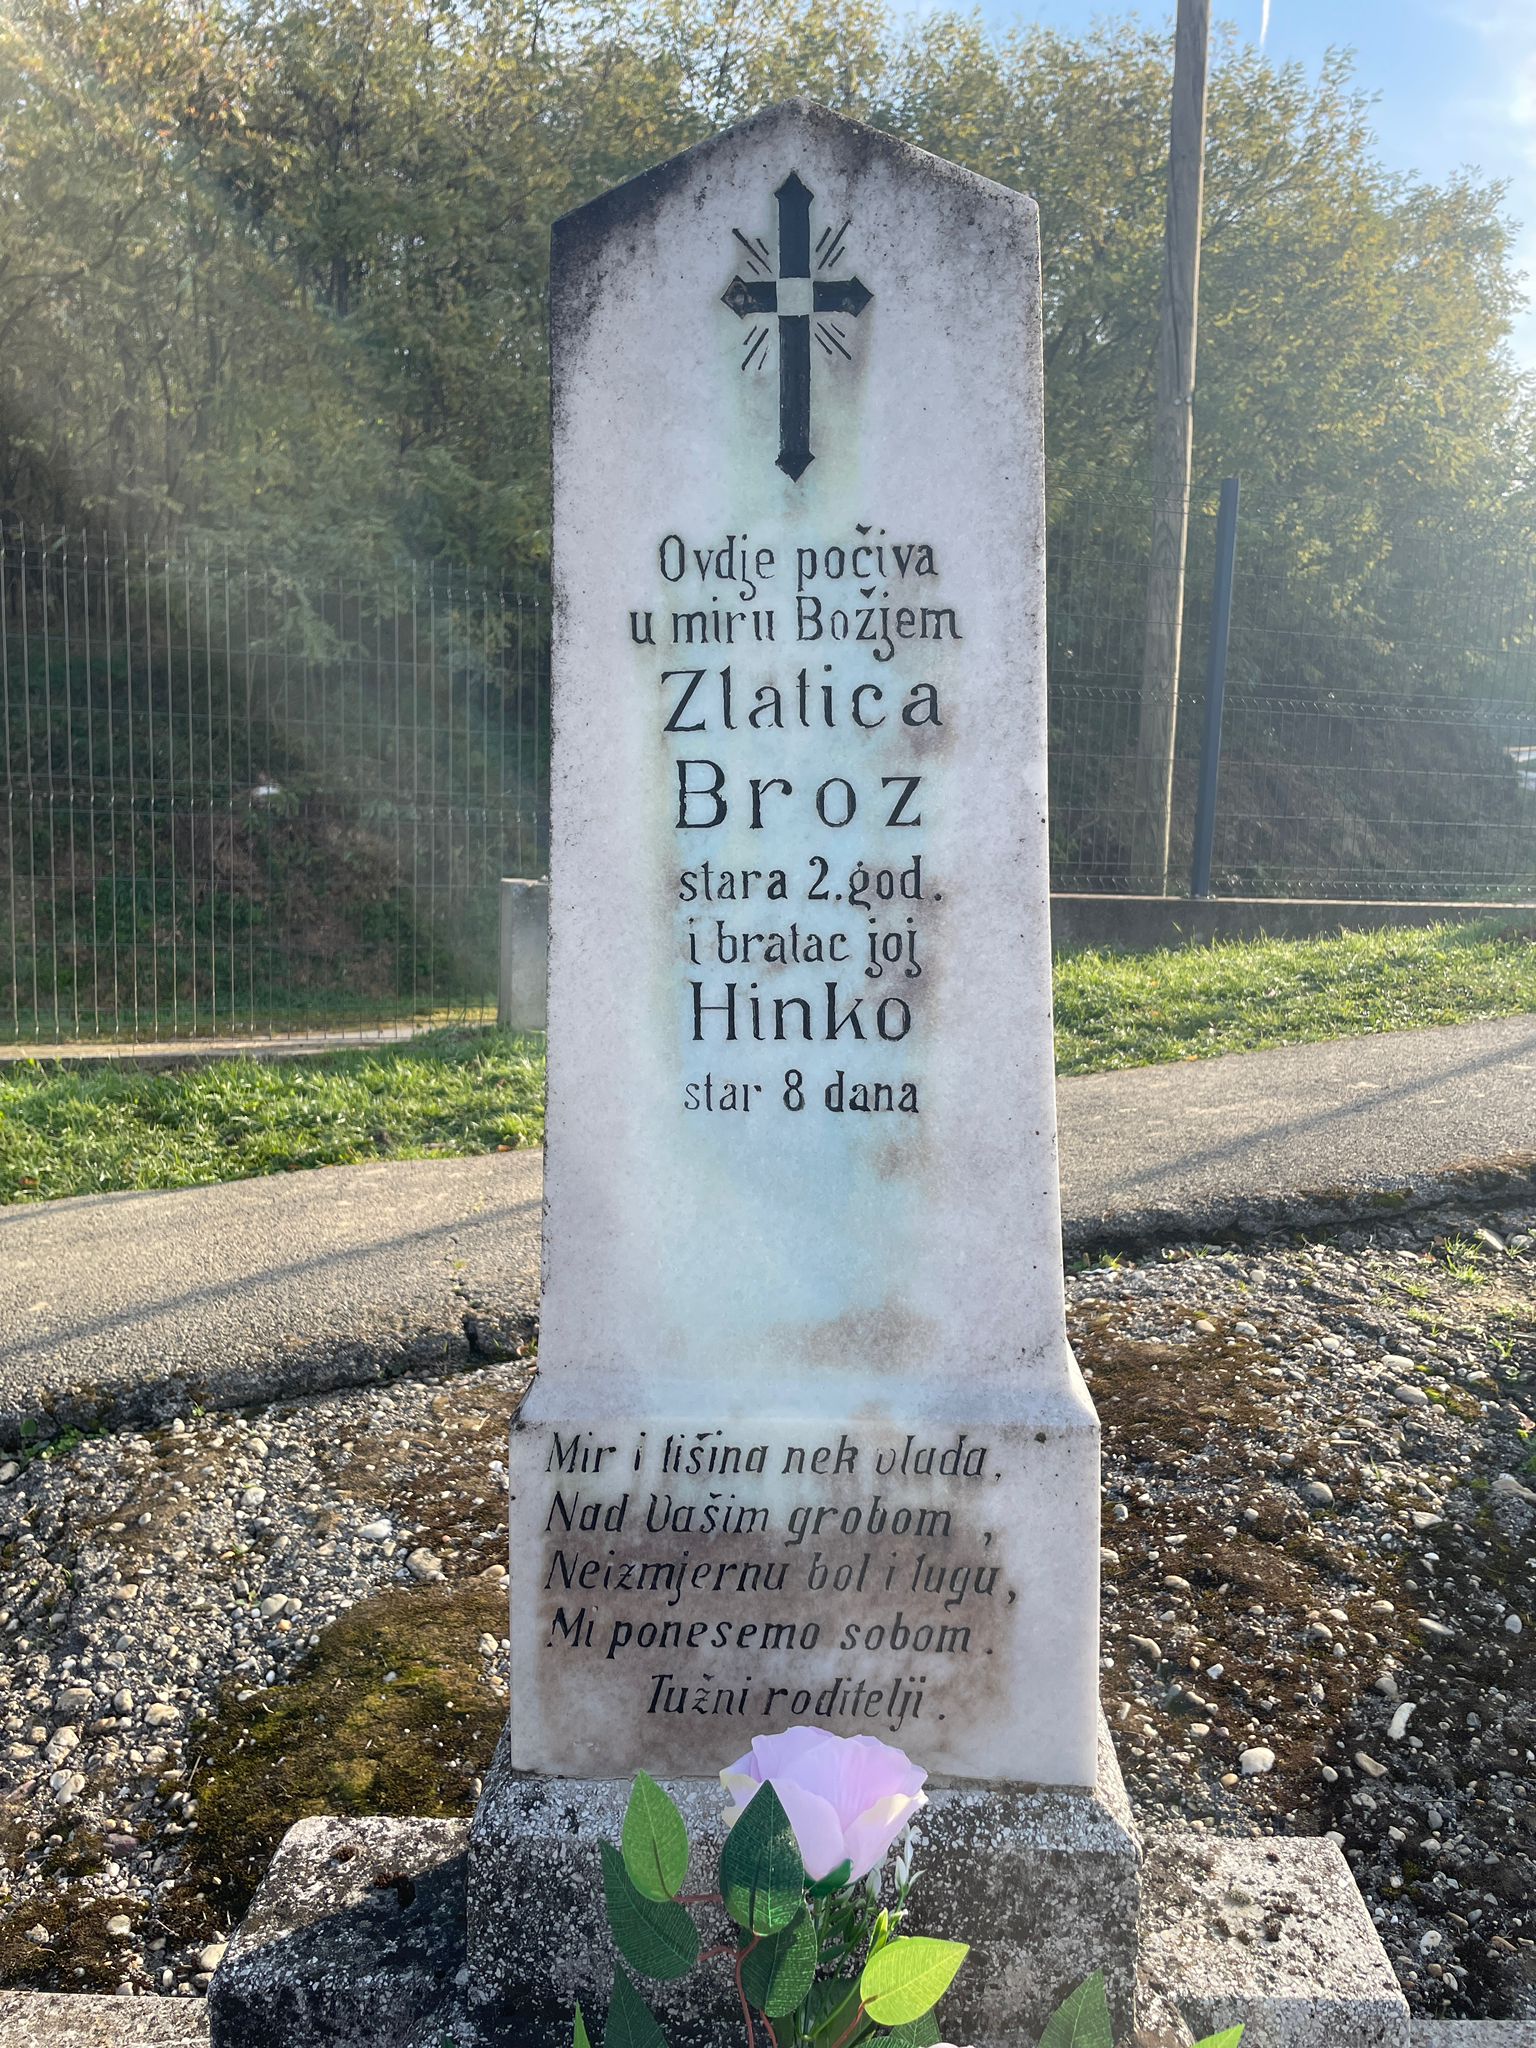 Ovdje počiva
u miru Božjem
Zlatica
Broz
stara 2.god.
i bratac joj
Hinko
star 8 dana
Mir i tišina nek vlada,
Nad Vašim grobom,
Neizmjernu bol i tugu,
Mi ponesemo sobom.
Tužni roditelji.